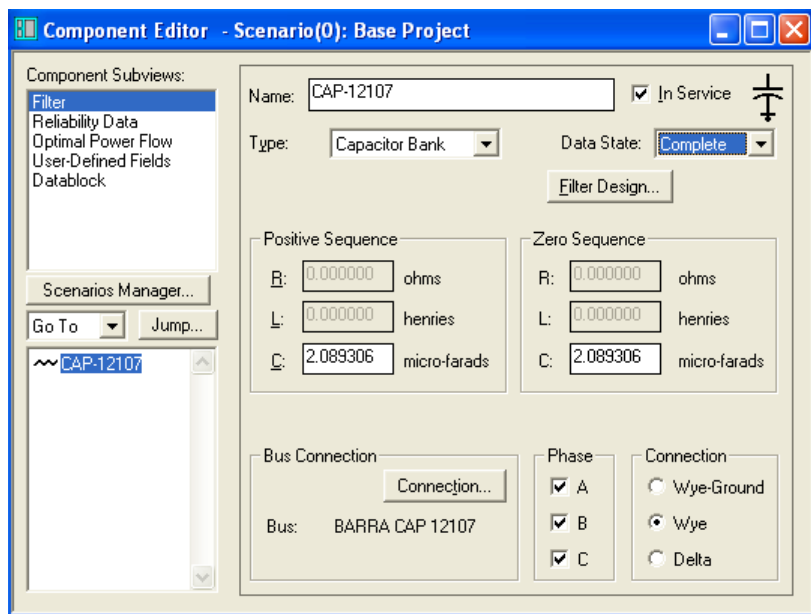 Component Editor - Scenario(0): Base Project
Component Subviews:
Filter
Reliability Data
Optimal Power Flow
User-Defined Fields
Datablock
Scenarios Manager...
Go To Jump...
CAP-12107
Name: CAP-12107 In Service
Type: Capacitor Bank Data State: Complete
Filter Design...
Positive Sequence
R: 0.000000 ohms
L: 0.000000 henries
C: 2.089306 micro-farads
Zero Sequence
R: 0.000000 ohms
L: 0.000000 henries
C: 2.089306 micro-farads
Bus Connection
Connection...
Bus: BARRA CAP 12107
Phase
A
B
C
Connection
Wye-Ground
Wye
Delta